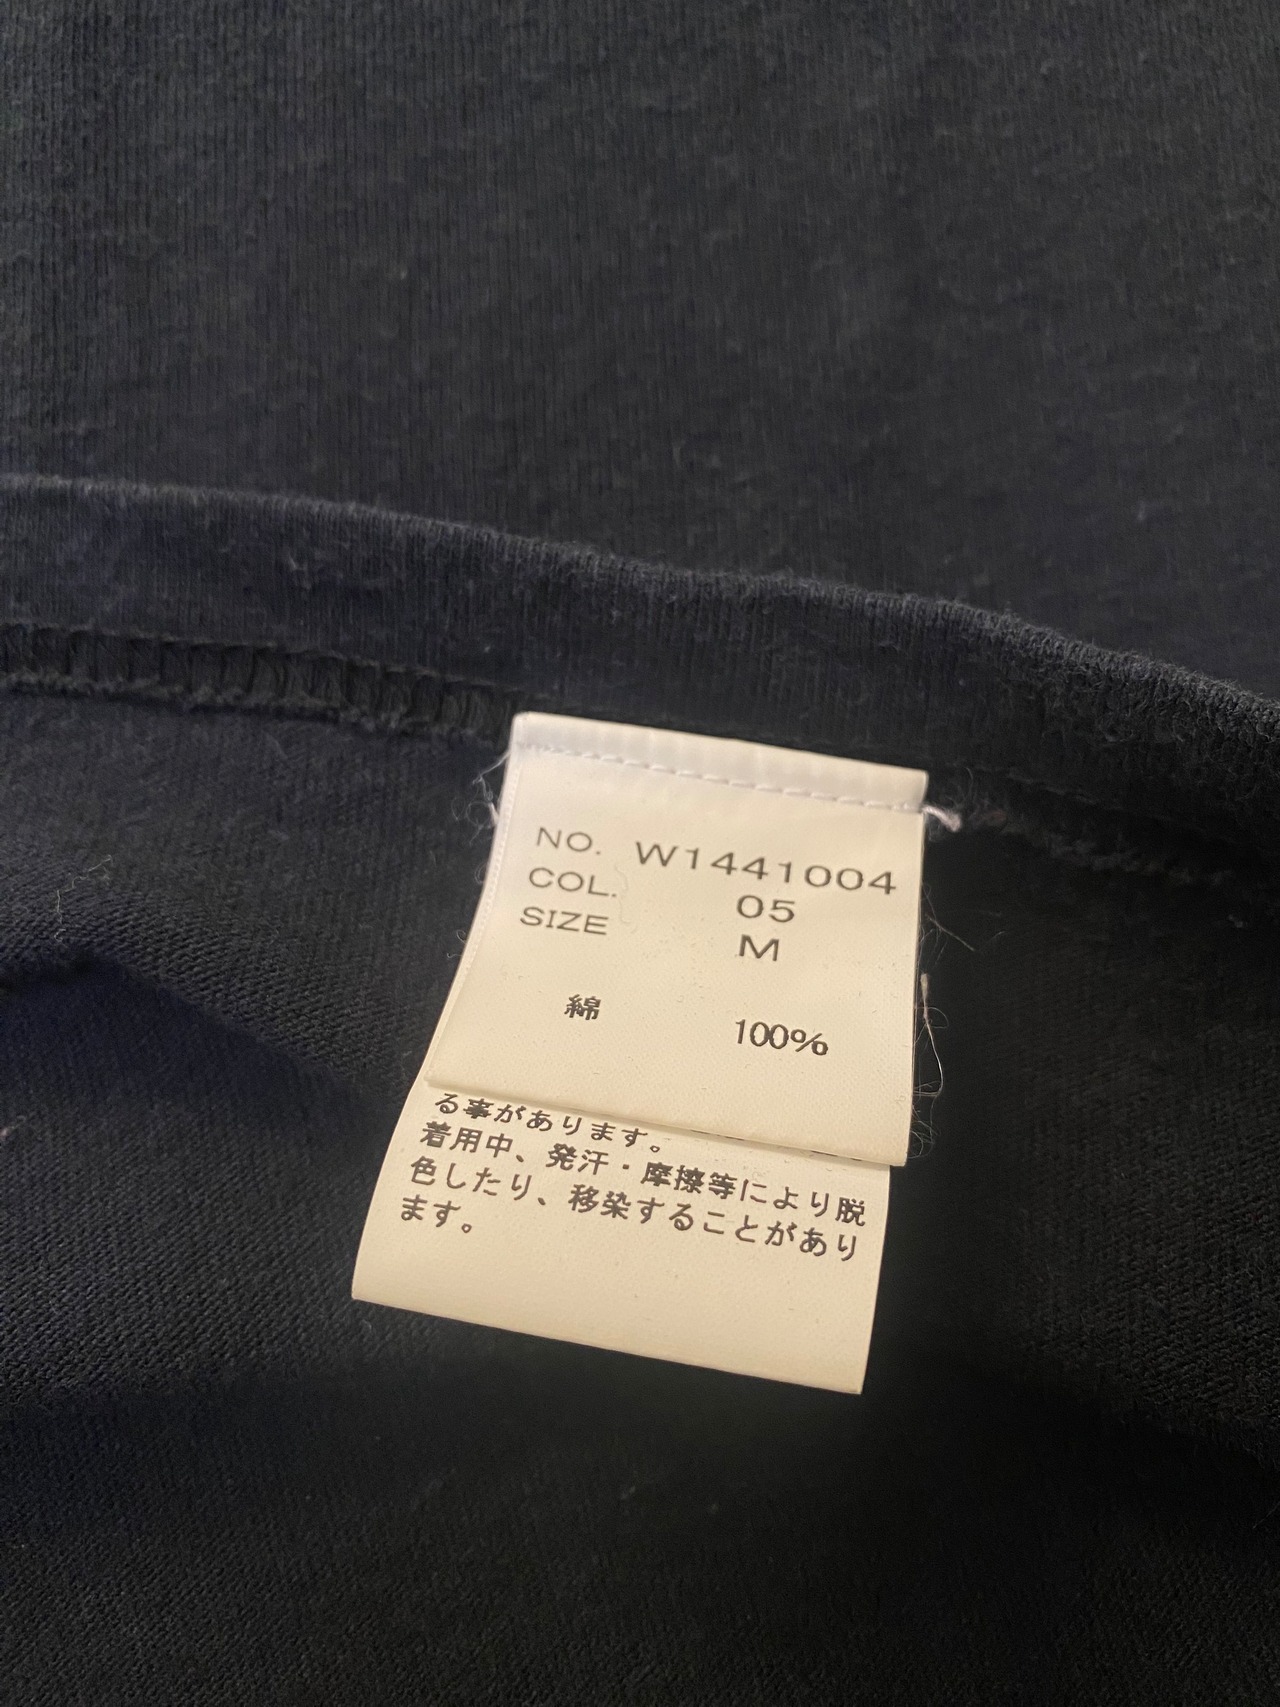 NO. W1441004
COL. 05
SIZE M
綿 100%
る事があります。
着用中、発汗・摩擦等により脱
色したり、移染することがあり
ます。